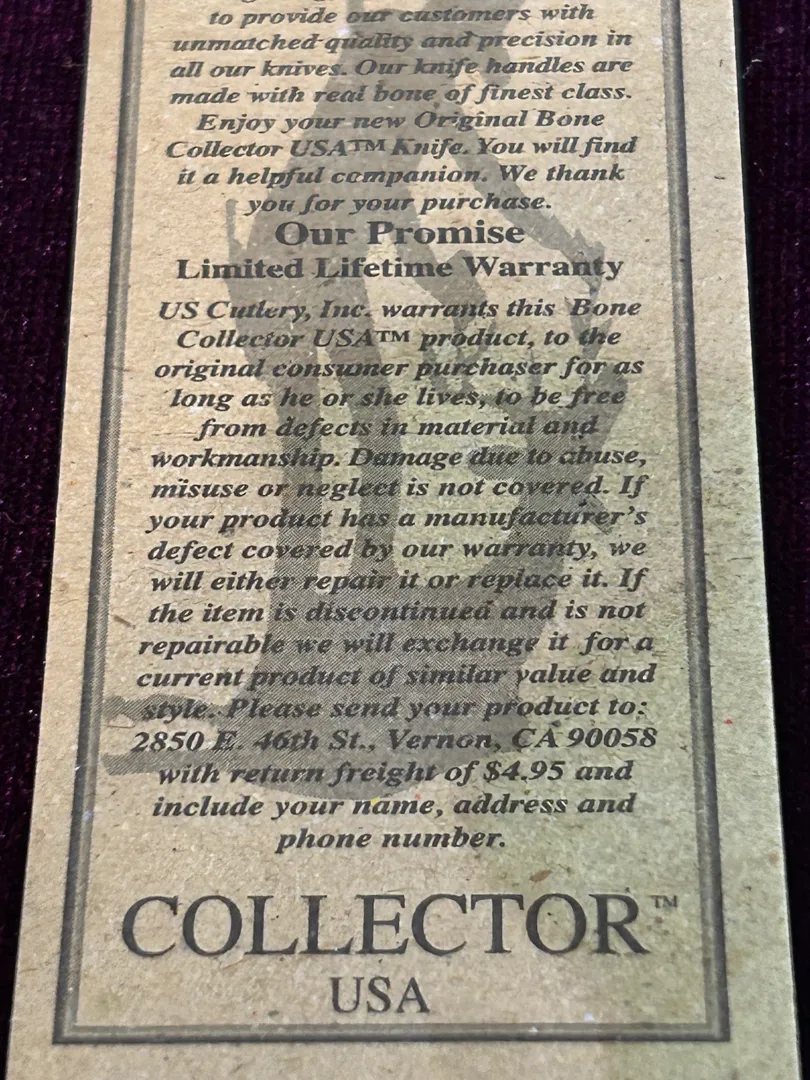 to provide our customers with
unmatched quality and precision in
all our knives. Our knife handles are
made with real bone of finest class.
Enjoy your new Original Bone
Collector USA™ Knife. You will find
it a helpful companion. We thank
you for your purchase.
Our Promise
Limited Lifetime Warranty
US Cutlery, Inc. warrants this Bone
Collector USA™ product, to the
original consumer purchaser for as
long as he or she lives, to be free
from defects in material and
workmanship. Damage due to abuse,
misuse or neglect is not covered. If
your product has a manufacturer's
defect covered by our warranty, we
will either repair it or replace it. If
the item is discontinued and is not
repairable we will exchange it for a
current product of similar value and
style. Please send your product to:
2850 E. 46th St., Vernon, CA 90058
with return freight of $4.95 and
include your name, address and
phone number.
COLLECTOR™
USA